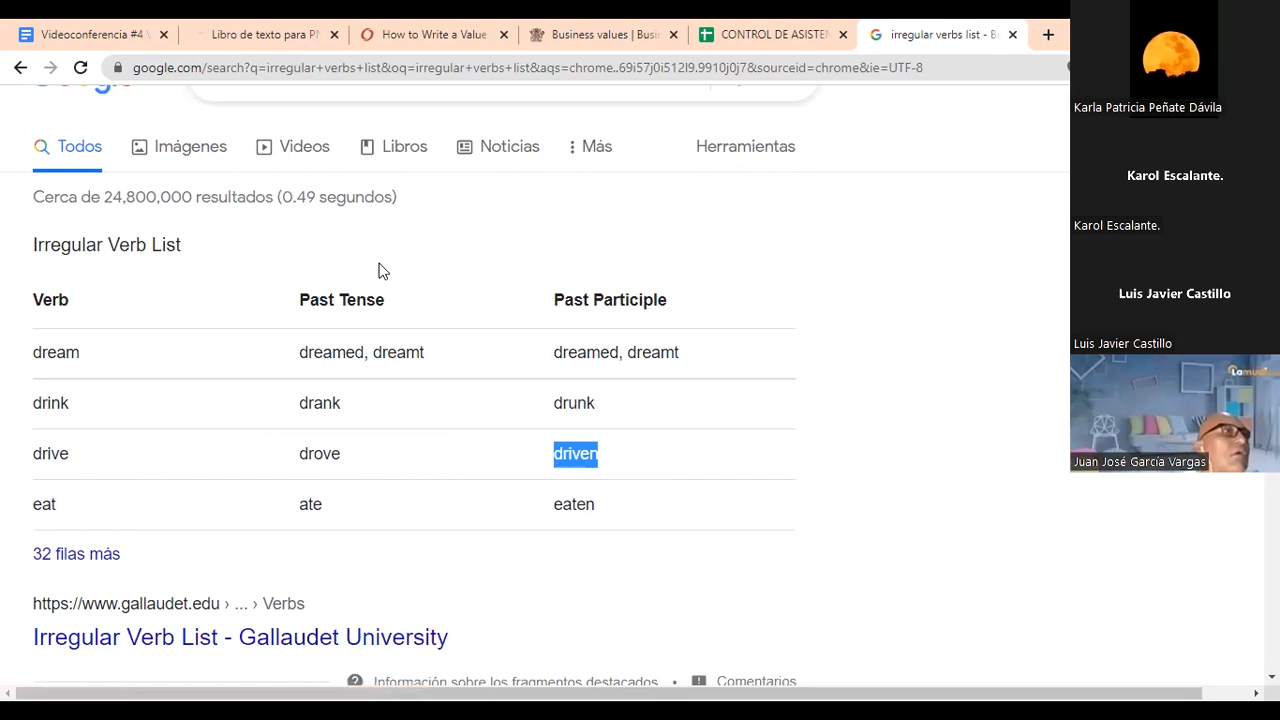 Videoconferencia #4 \
Libro de texto para PN
How to Write a Value
Business values | Busi
CONTROL DE ASISTEN
irregular verbs list - B
google.com/search?q=irregular+verbs+list&oq=irregular+verbs+list&aqs=chrome..69i57j0i512l9.9910j0j7&sourceid=chrome&ie=UTF-8
Todos
Imágenes
Videos
Libros
Noticias
Más
Herramientas
Cerca de 24,800,000 resultados (0.49 segundos)
Irregular Verb List
Verb Past Tense Past Participle
dream dreamed, dreamt dreamed, dreamt
drink drank drunk
drive drove driven
eat ate eaten
32 filas más
https://www.gallaudet.edu › ... › Verbs
Irregular Verb List - Gallaudet University
Información sobre los fragmentos destacados • Comentarios
Karla Patricia Peñate Dávila
Karol Escalante.
Karol Escalante.
Luis Javier Castillo
Luis Javier Castillo
Juan José García Vargas